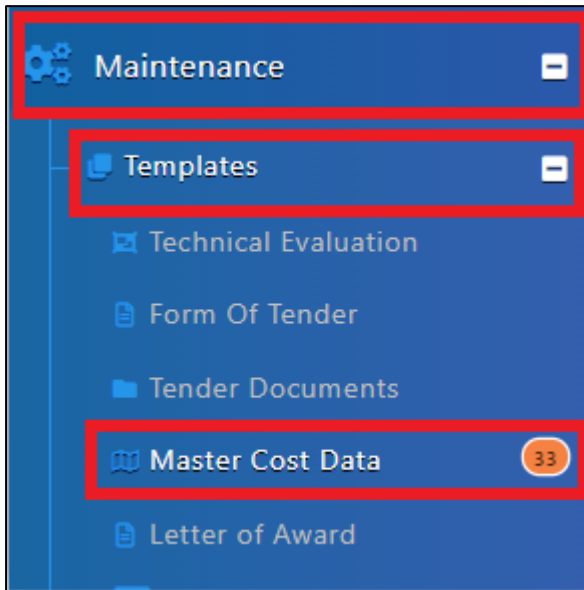 Maintenance
Templates
Technical Evaluation
Form Of Tender
Tender Documents
Master Cost Data 33
Letter of Award